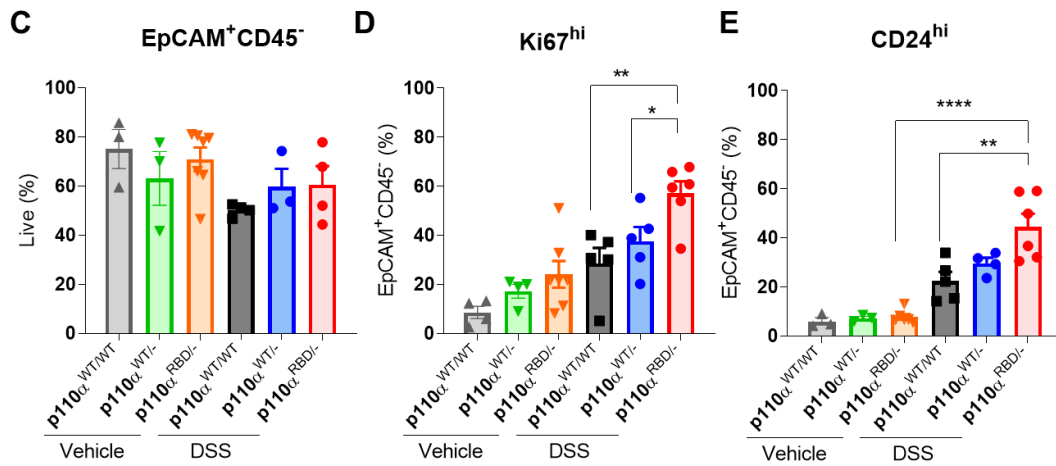 C
EpCAM⁺CD45⁻
Live (%)
100
80
60
40
20
0
p110α WT/WT
p110α WT/-
p110α RBD/-
p110α WT/WT
p110α WT/-
p110α RBD/-
Vehicle
DSS
D
Ki67ʰⁱ
EpCAM⁺CD45⁻ (%)
100
80
60
40
20
0
**
*
p110α WT/WT
p110α WT/-
p110α RBD/-
p110α WT/WT
p110α WT/-
p110α RBD/-
Vehicle
DSS
E
CD24ʰⁱ
EpCAM⁺CD45⁻ (%)
100
80
60
40
20
0
****
**
p110α WT/WT
p110α WT/-
p110α RBD/-
p110α WT/WT
p110α WT/-
p110α RBD/-
Vehicle
DSS